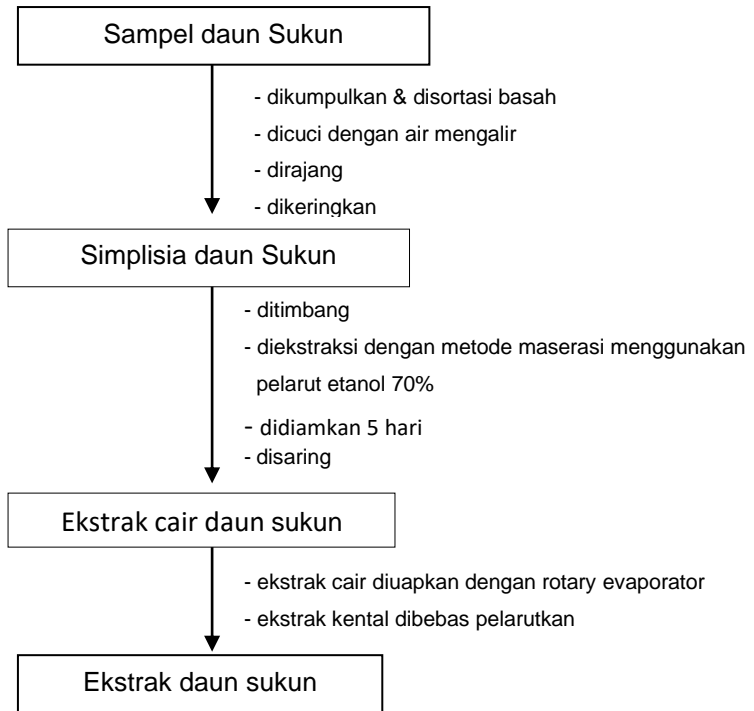 Sampel daun Sukun
- dikumpulkan & disortasi basah
- dicuci dengan air mengalir
- dirajang
- dikeringkan
Simplisia daun Sukun
- ditimbang
- diekstraksi dengan metode maserasi menggunakan
pelarut etanol 70%
- didiamkan 5 hari
- disaring
Ekstrak cair daun sukun
- ekstrak cair diuapkan dengan rotary evaporator
- ekstrak kental dibebas pelarutkan
Ekstrak daun sukun